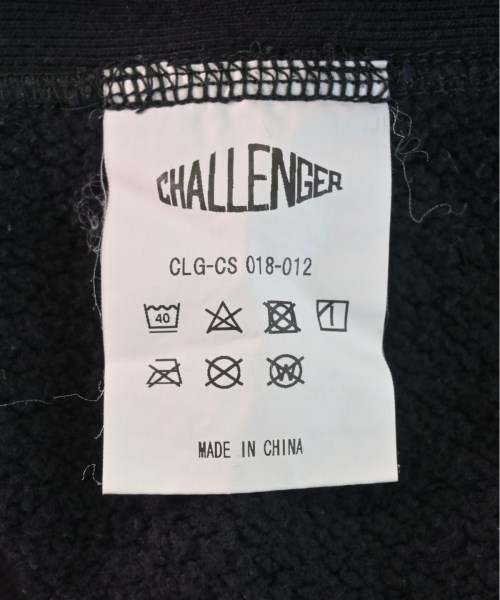 CHALLENGER
CLG-CS 018-012
40
W
MADE IN CHINA